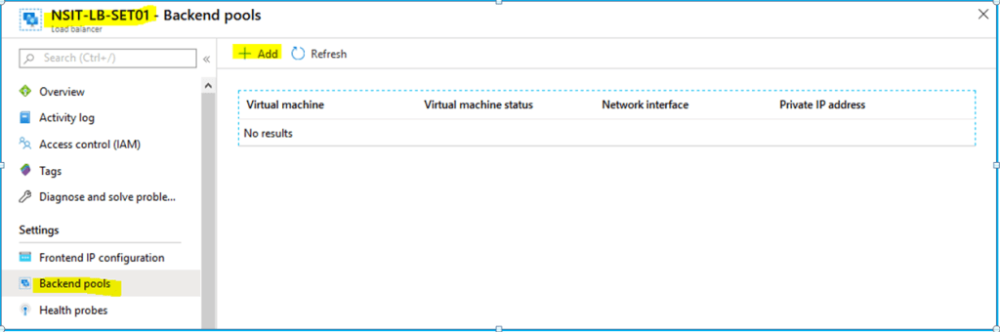 NSIT-LB-SET01 - Backend pools
Load balancer
Search (Ctrl+/)
«
Add
Refresh
Overview
Activity log
Access control (IAM)
Tags
Diagnose and solve proble...
Settings
Frontend IP configuration
Backend pools
Health probes
Virtual machine Virtual machine status Network interface Private IP address
No results